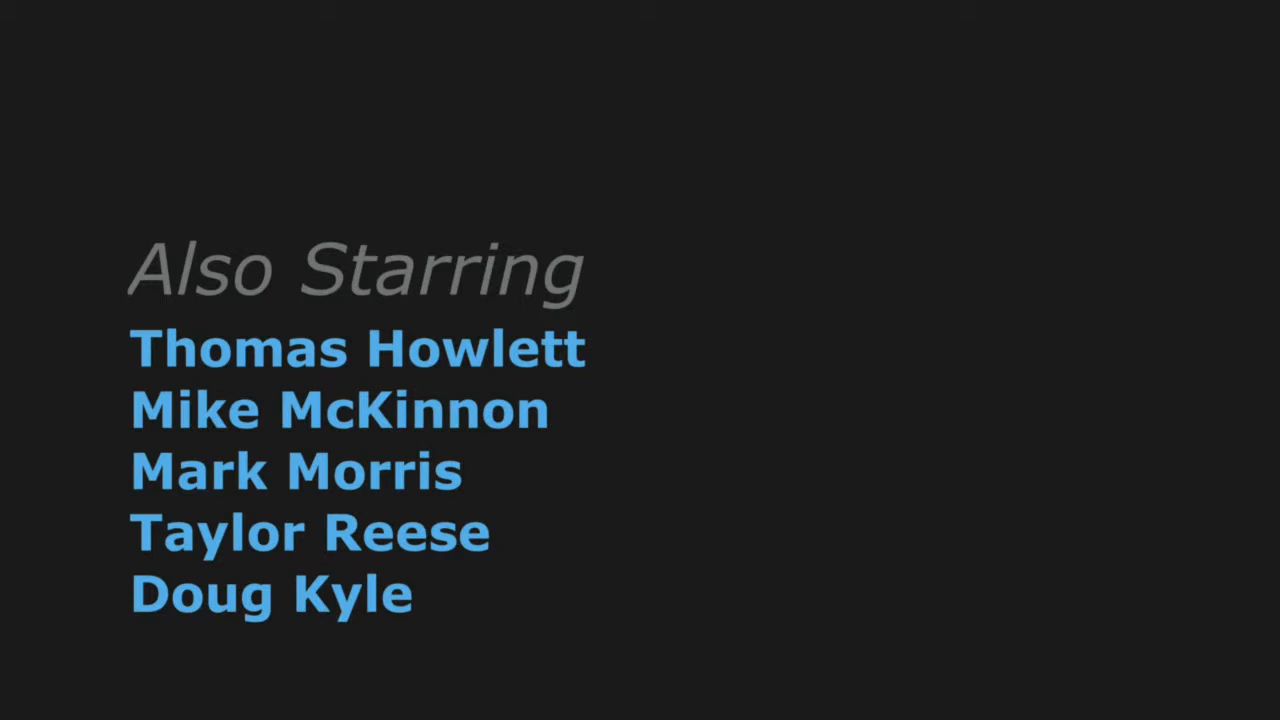 Also Starring
Thomas Howlett
Mike McKinnon
Mark Morris
Taylor Reese
Doug Kyle